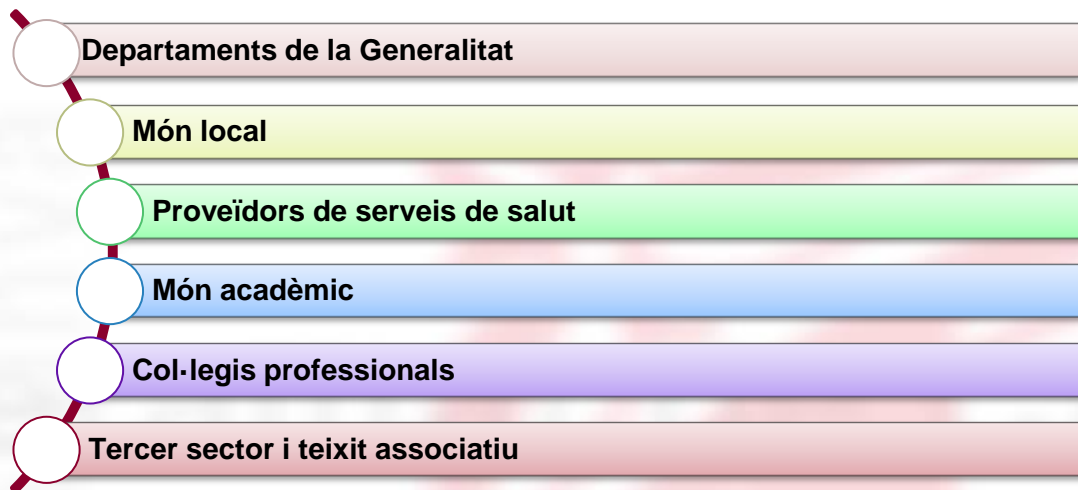 Departaments de la Generalitat
Món local
Proveïdors de serveis de salut
Món acadèmic
Col·legis professionals
Tercer sector i teixit associatiu